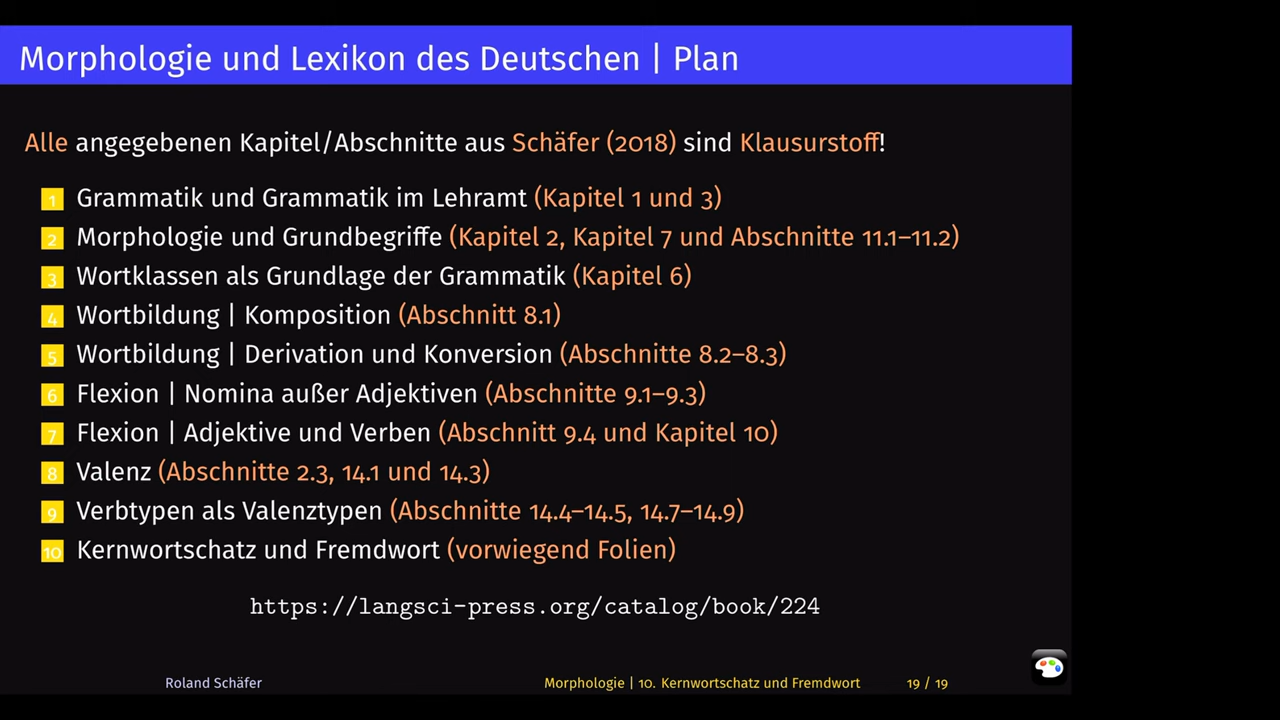 Morphologie und Lexikon des Deutschen | Plan
Alle angegebenen Kapitel/Abschnitte aus Schäfer (2018) sind Klausurstoff!
1 Grammatik und Grammatik im Lehramt (Kapitel 1 und 3)
2 Morphologie und Grundbegriffe (Kapitel 2, Kapitel 7 und Abschnitte 11.1–11.2)
3 Wortklassen als Grundlage der Grammatik (Kapitel 6)
4 Wortbildung | Komposition (Abschnitt 8.1)
5 Wortbildung | Derivation und Konversion (Abschnitte 8.2–8.3)
6 Flexion | Nomina außer Adjektiven (Abschnitte 9.1–9.3)
7 Flexion | Adjektive und Verben (Abschnitt 9.4 und Kapitel 10)
8 Valenz (Abschnitte 2.3, 14.1 und 14.3)
9 Verbtypen als Valenztypen (Abschnitte 14.4–14.5, 14.7–14.9)
10 Kernwortschatz und Fremdwort (vorwiegend Folien)
https://langsci-press.org/catalog/book/224
Roland Schäfer Morphologie | 10. Kernwortschatz und Fremdwort 19 / 19